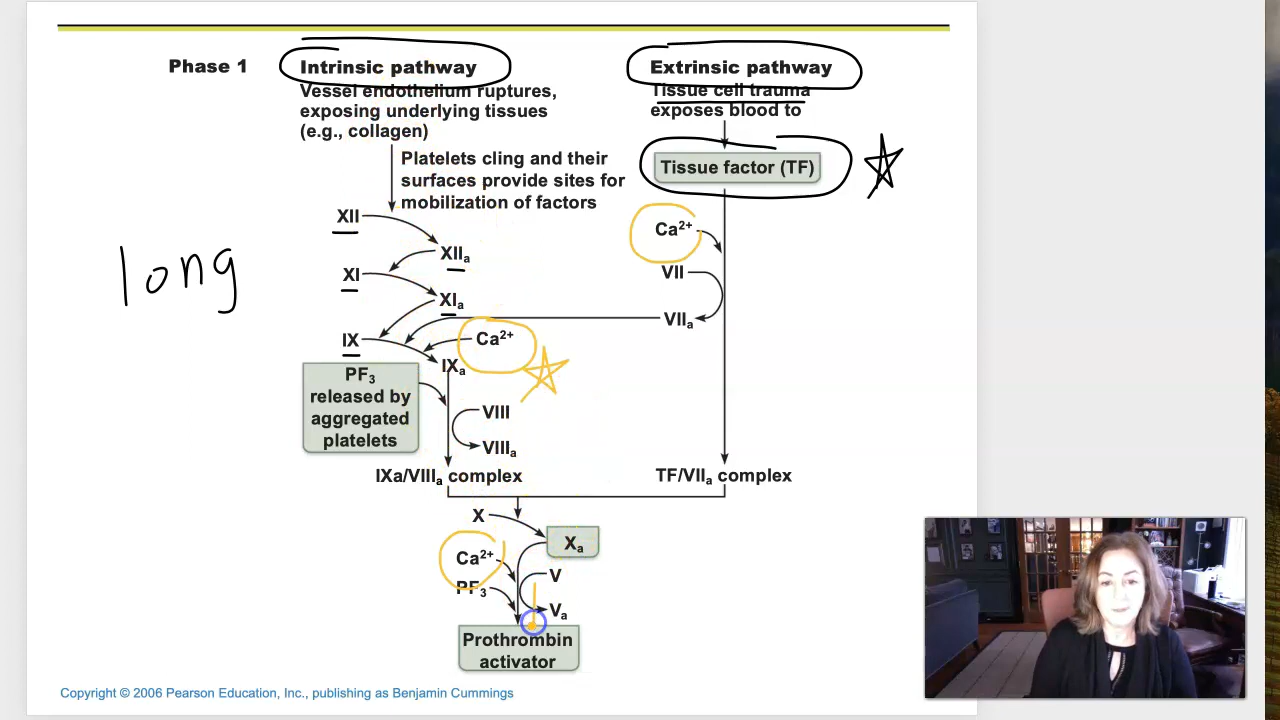 Phase 1
Intrinsic pathway
Vessel endothelium ruptures,
exposing underlying tissues
(e.g., collagen)
Platelets cling and their
surfaces provide sites for
mobilization of factors
XII
XIIa
XI
XIa
IX
Ca2+
IXa
PF3
released by
aggregated
platelets
VIII
VIIIa
IXa/VIIIa complex
long
Extrinsic pathway
Tissue cell trauma
exposes blood to
Tissue factor (TF)
Ca2+
VII
VIIa
TF/VIIa complex
X
Xa
Ca2+
PF3
V
Va
Prothrombin
activator
Copyright © 2006 Pearson Education, Inc., publishing as Benjamin Cummings